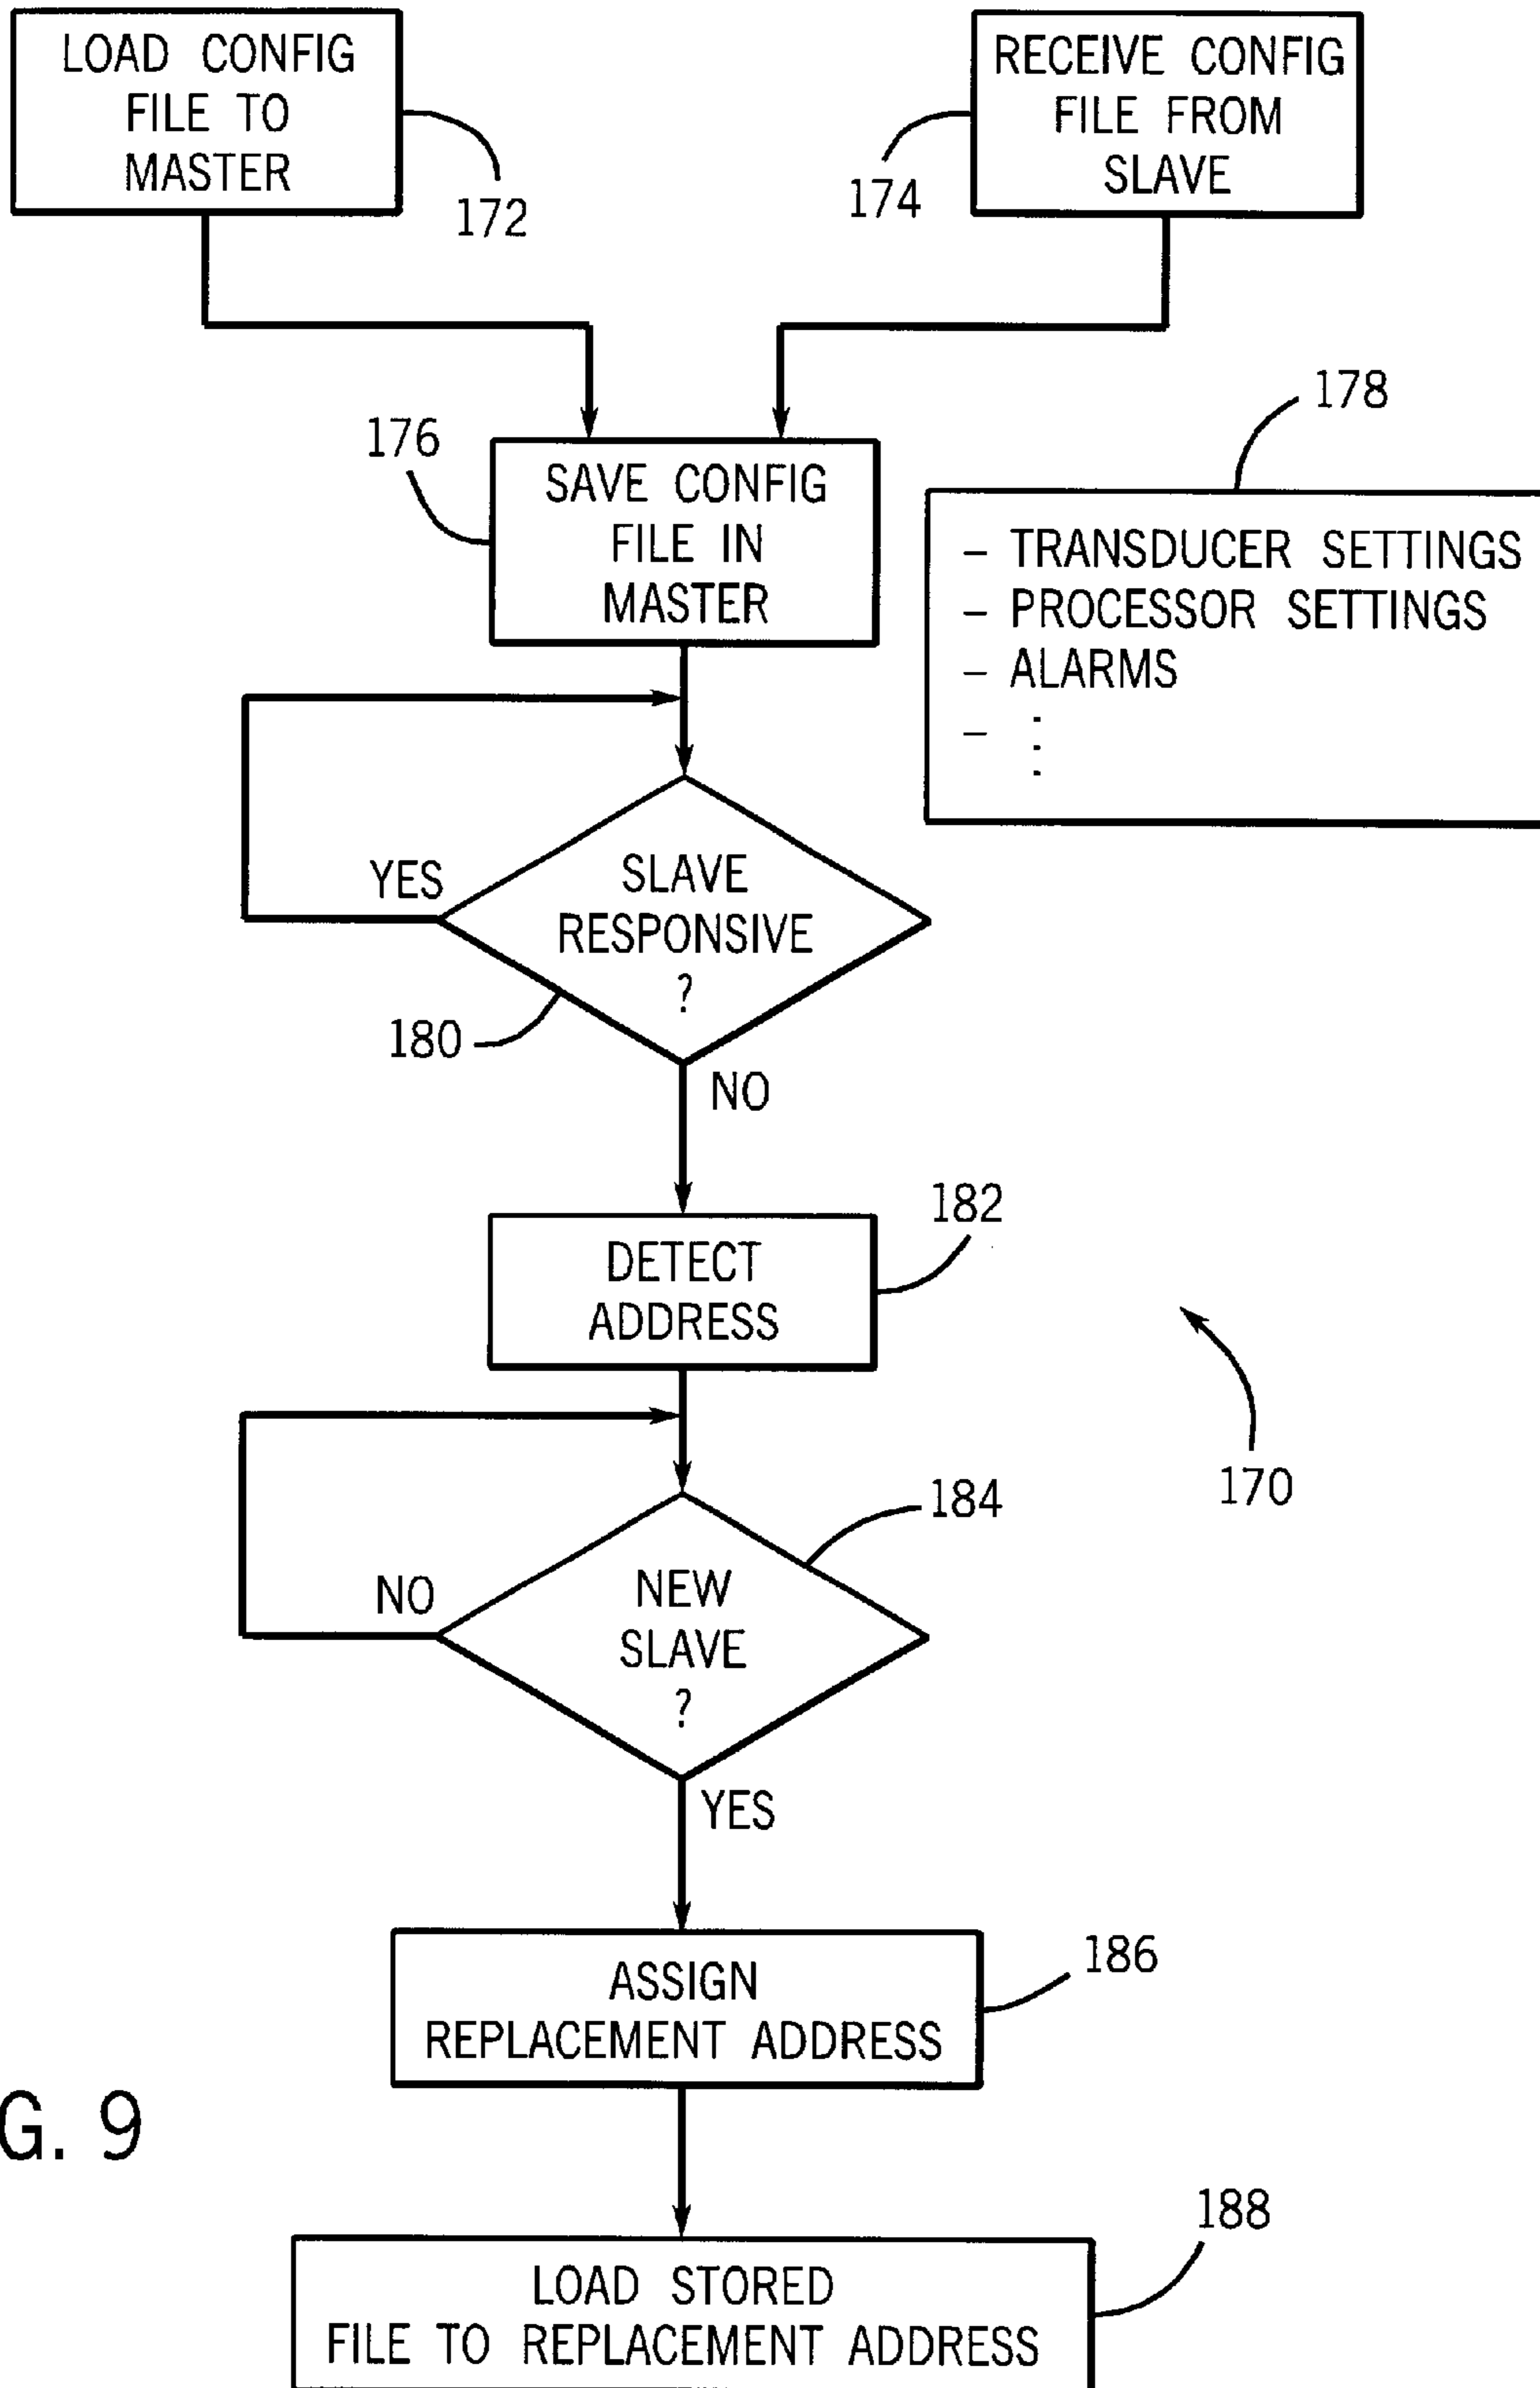 LOAD CONFIG
FILE TO
MASTER
172
RECEIVE CONFIG
FILE FROM
SLAVE
174
176
SAVE CONFIG
FILE IN
MASTER
178
– TRANSDUCER SETTINGS
– PROCESSOR SETTINGS
– ALARMS
– ⋮
YES
SLAVE
RESPONSIVE
?
180
NO
182
DETECT
ADDRESS
170
184
NO
NEW
SLAVE
?
YES
ASSIGN
REPLACEMENT ADDRESS
186
G. 9
188
LOAD STORED
FILE TO REPLACEMENT ADDRESS